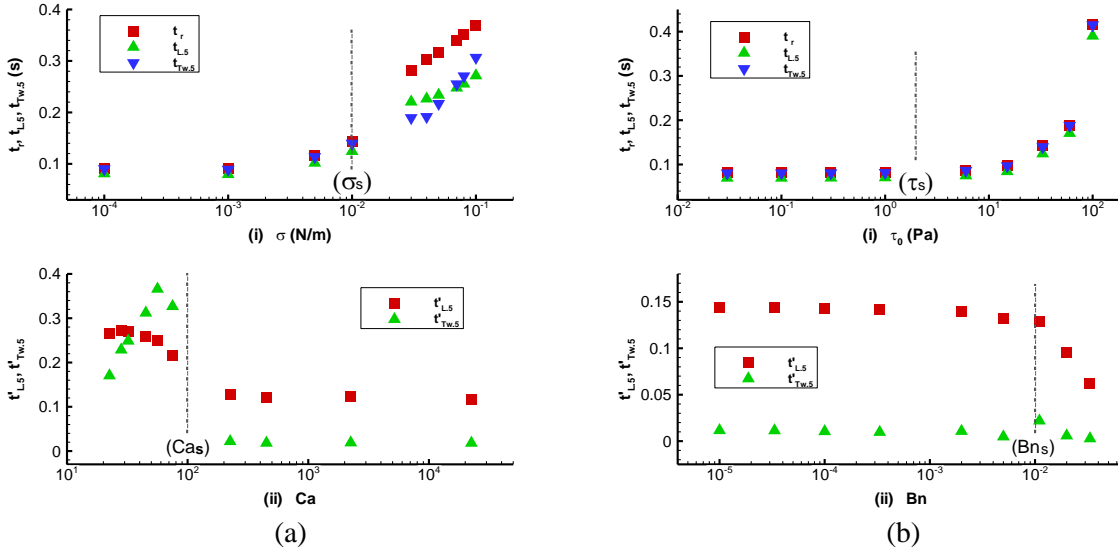 t_r, t_L.5, t_Tw.5 (s)
0.4
0.3
0.2
0.1
t_r
t_L.5
t_Tw.5
(σ_s)
10^-4
10^-3
10^-2
10^-1
(i) σ (N/m)
t_r, t_L.5, t_Tw.5 (s)
0.4
0.3
0.2
0.1
t_r
t_L.5
t_Tw.5
(τ_s)
10^-2
10^-1
10^0
10^1
10^2
(i) τ_0 (Pa)
t'_L.5, t'_Tw.5
0.4
0.3
0.2
0.1
0
t'_L.5
t'_Tw.5
(Ca_s)
10^1
10^2
10^3
10^4
(ii) Ca
t'_L.5, t'_Tw.5
0.15
0.1
0.05
0
t'_L.5
t'_Tw.5
(Bn_s)
10^-5
10^-4
10^-3
10^-2
(ii) Bn
(a)
(b)